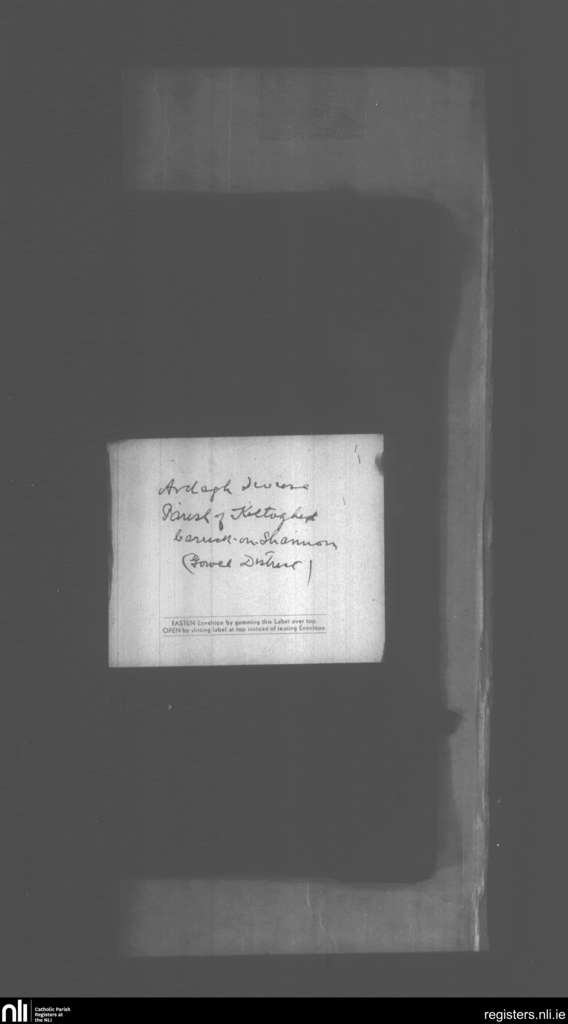 Ardagh Diocese
Parish of Kiltoghert
Carrick-on-Shannon
(Gowel District)
FASTEN Envelope by gumming this Label over top.
OPEN by slitting label at top instead of tearing Envelope.
nli
Catholic Parish
Registers at
the NLI
registers.nli.ie